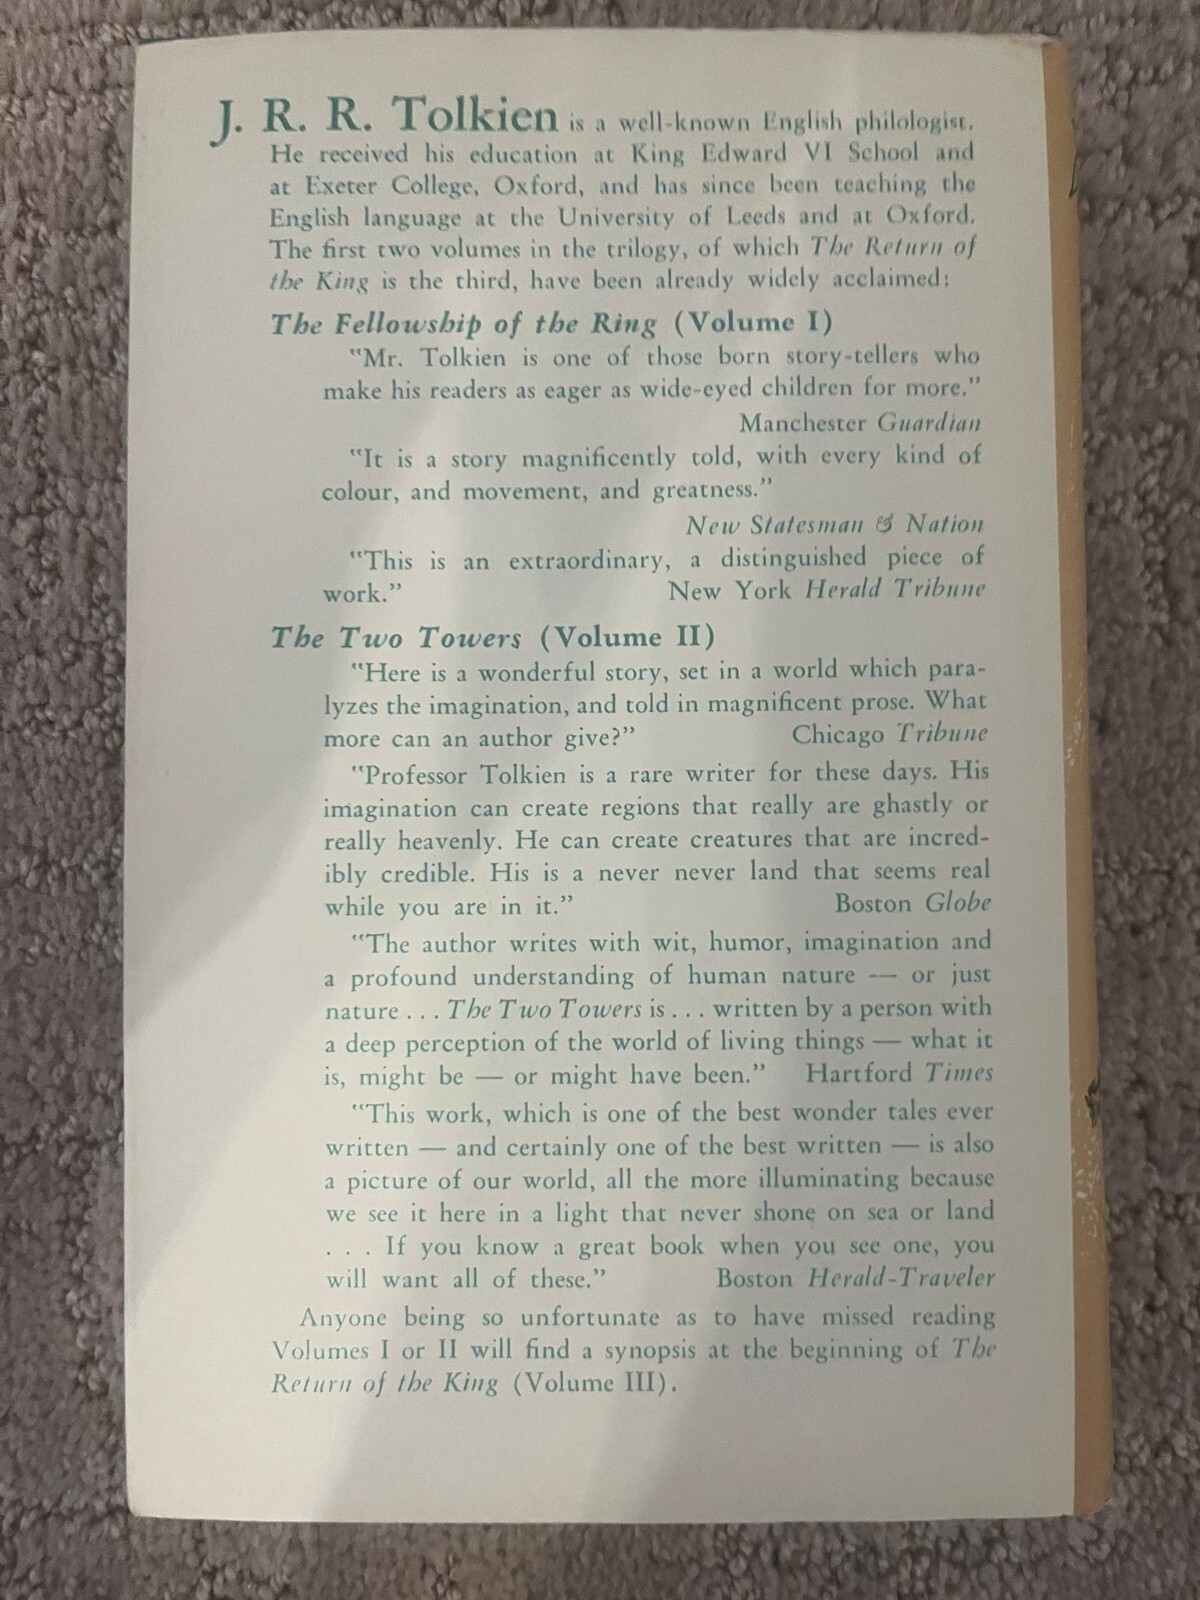 J. R. R. Tolkien is a well-known English philologist.
He received his education at King Edward VI School and
at Exeter College, Oxford, and has since been teaching the
English language at the University of Leeds and at Oxford.
The first two volumes in the trilogy, of which The Return of
the King is the third, have been already widely acclaimed:
The Fellowship of the Ring (Volume I)
"Mr. Tolkien is one of those born story-tellers who
make his readers as eager as wide-eyed children for more."
Manchester Guardian
"It is a story magnificently told, with every kind of
colour, and movement, and greatness."
New Statesman & Nation
"This is an extraordinary, a distinguished piece of
work." New York Herald Tribune
The Two Towers (Volume II)
"Here is a wonderful story, set in a world which para-
lyzes the imagination, and told in magnificent prose. What
more can an author give?" Chicago Tribune
"Professor Tolkien is a rare writer for these days. His
imagination can create regions that really are ghastly or
really heavenly. He can create creatures that are incred-
ibly credible. His is a never never land that seems real
while you are in it." Boston Globe
"The author writes with wit, humor, imagination and
a profound understanding of human nature — or just
nature . . . The Two Towers is . . . written by a person with
a deep perception of the world of living things — what it
is, might be — or might have been." Hartford Times
"This work, which is one of the best wonder tales ever
written — and certainly one of the best written — is also
a picture of our world, all the more illuminating because
we see it here in a light that never shone on sea or land
. . . If you know a great book when you see one, you
will want all of these." Boston Herald-Traveler
Anyone being so unfortunate as to have missed reading
Volumes I or II will find a synopsis at the beginning of The
Return of the King (Volume III).